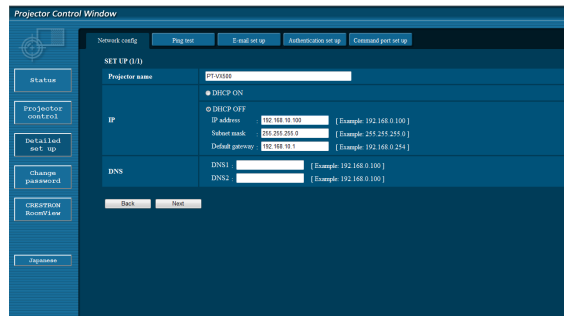 Projector Control Window
Network config Ping test E-mail set up Authentication set up Command port set up
SET UP (1/1)
Status
Projector name PT-VX500
DHCP ON
Projector control
DHCP OFF
IP
IP address : 192.168.10.100 [ Example: 192.168.0.100 ]
Subnet mask : 255.255.255.0 [ Example: 255.255.255.0 ]
Default gateway : 192.168.10.1 [ Example: 192.168.0.254 ]
Detailed set up
DNS
DNS1 : [ Example: 192.168.0.100 ]
DNS2 : [ Example: 192.168.0.100 ]
Change password
Back Next
CRESTRON RoomView
Japanese